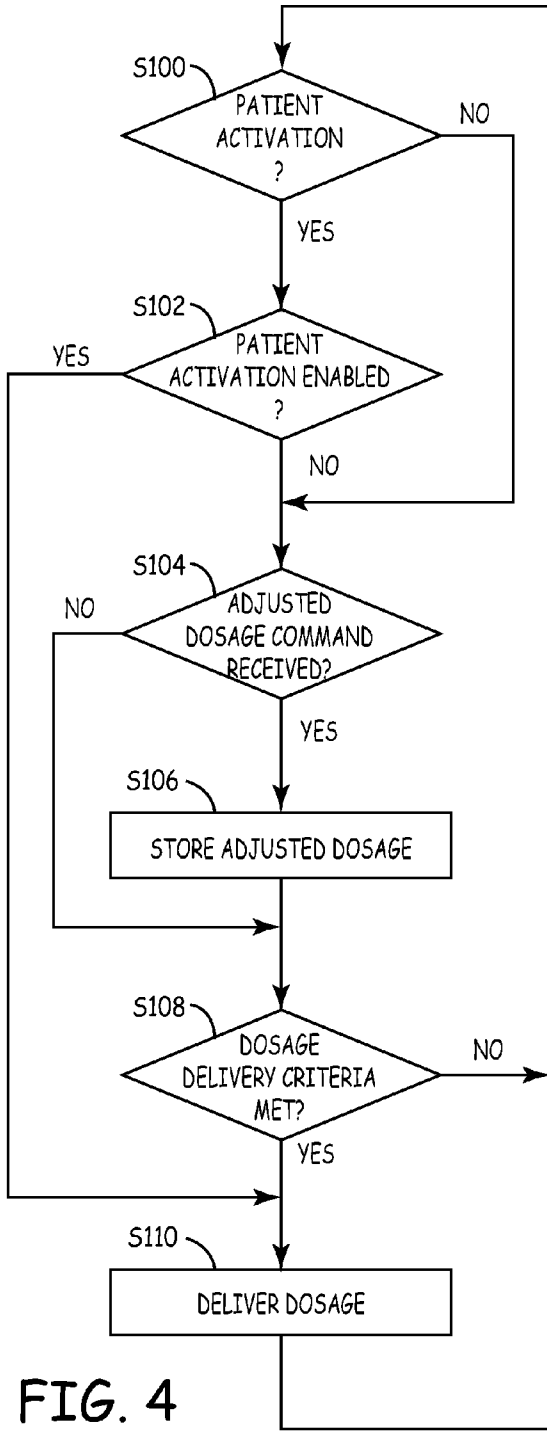 S100
PATIENT
ACTIVATION
?
NO
YES
S102
YES
PATIENT
ACTIVATION ENABLED
?
NO
S104
NO
ADJUSTED
DOSAGE COMMAND
RECEIVED?
YES
S106
STORE ADJUSTED DOSAGE
S108
DOSAGE
DELIVERY CRITERIA
MET?
NO
YES
S110
DELIVER DOSAGE
FIG. 4